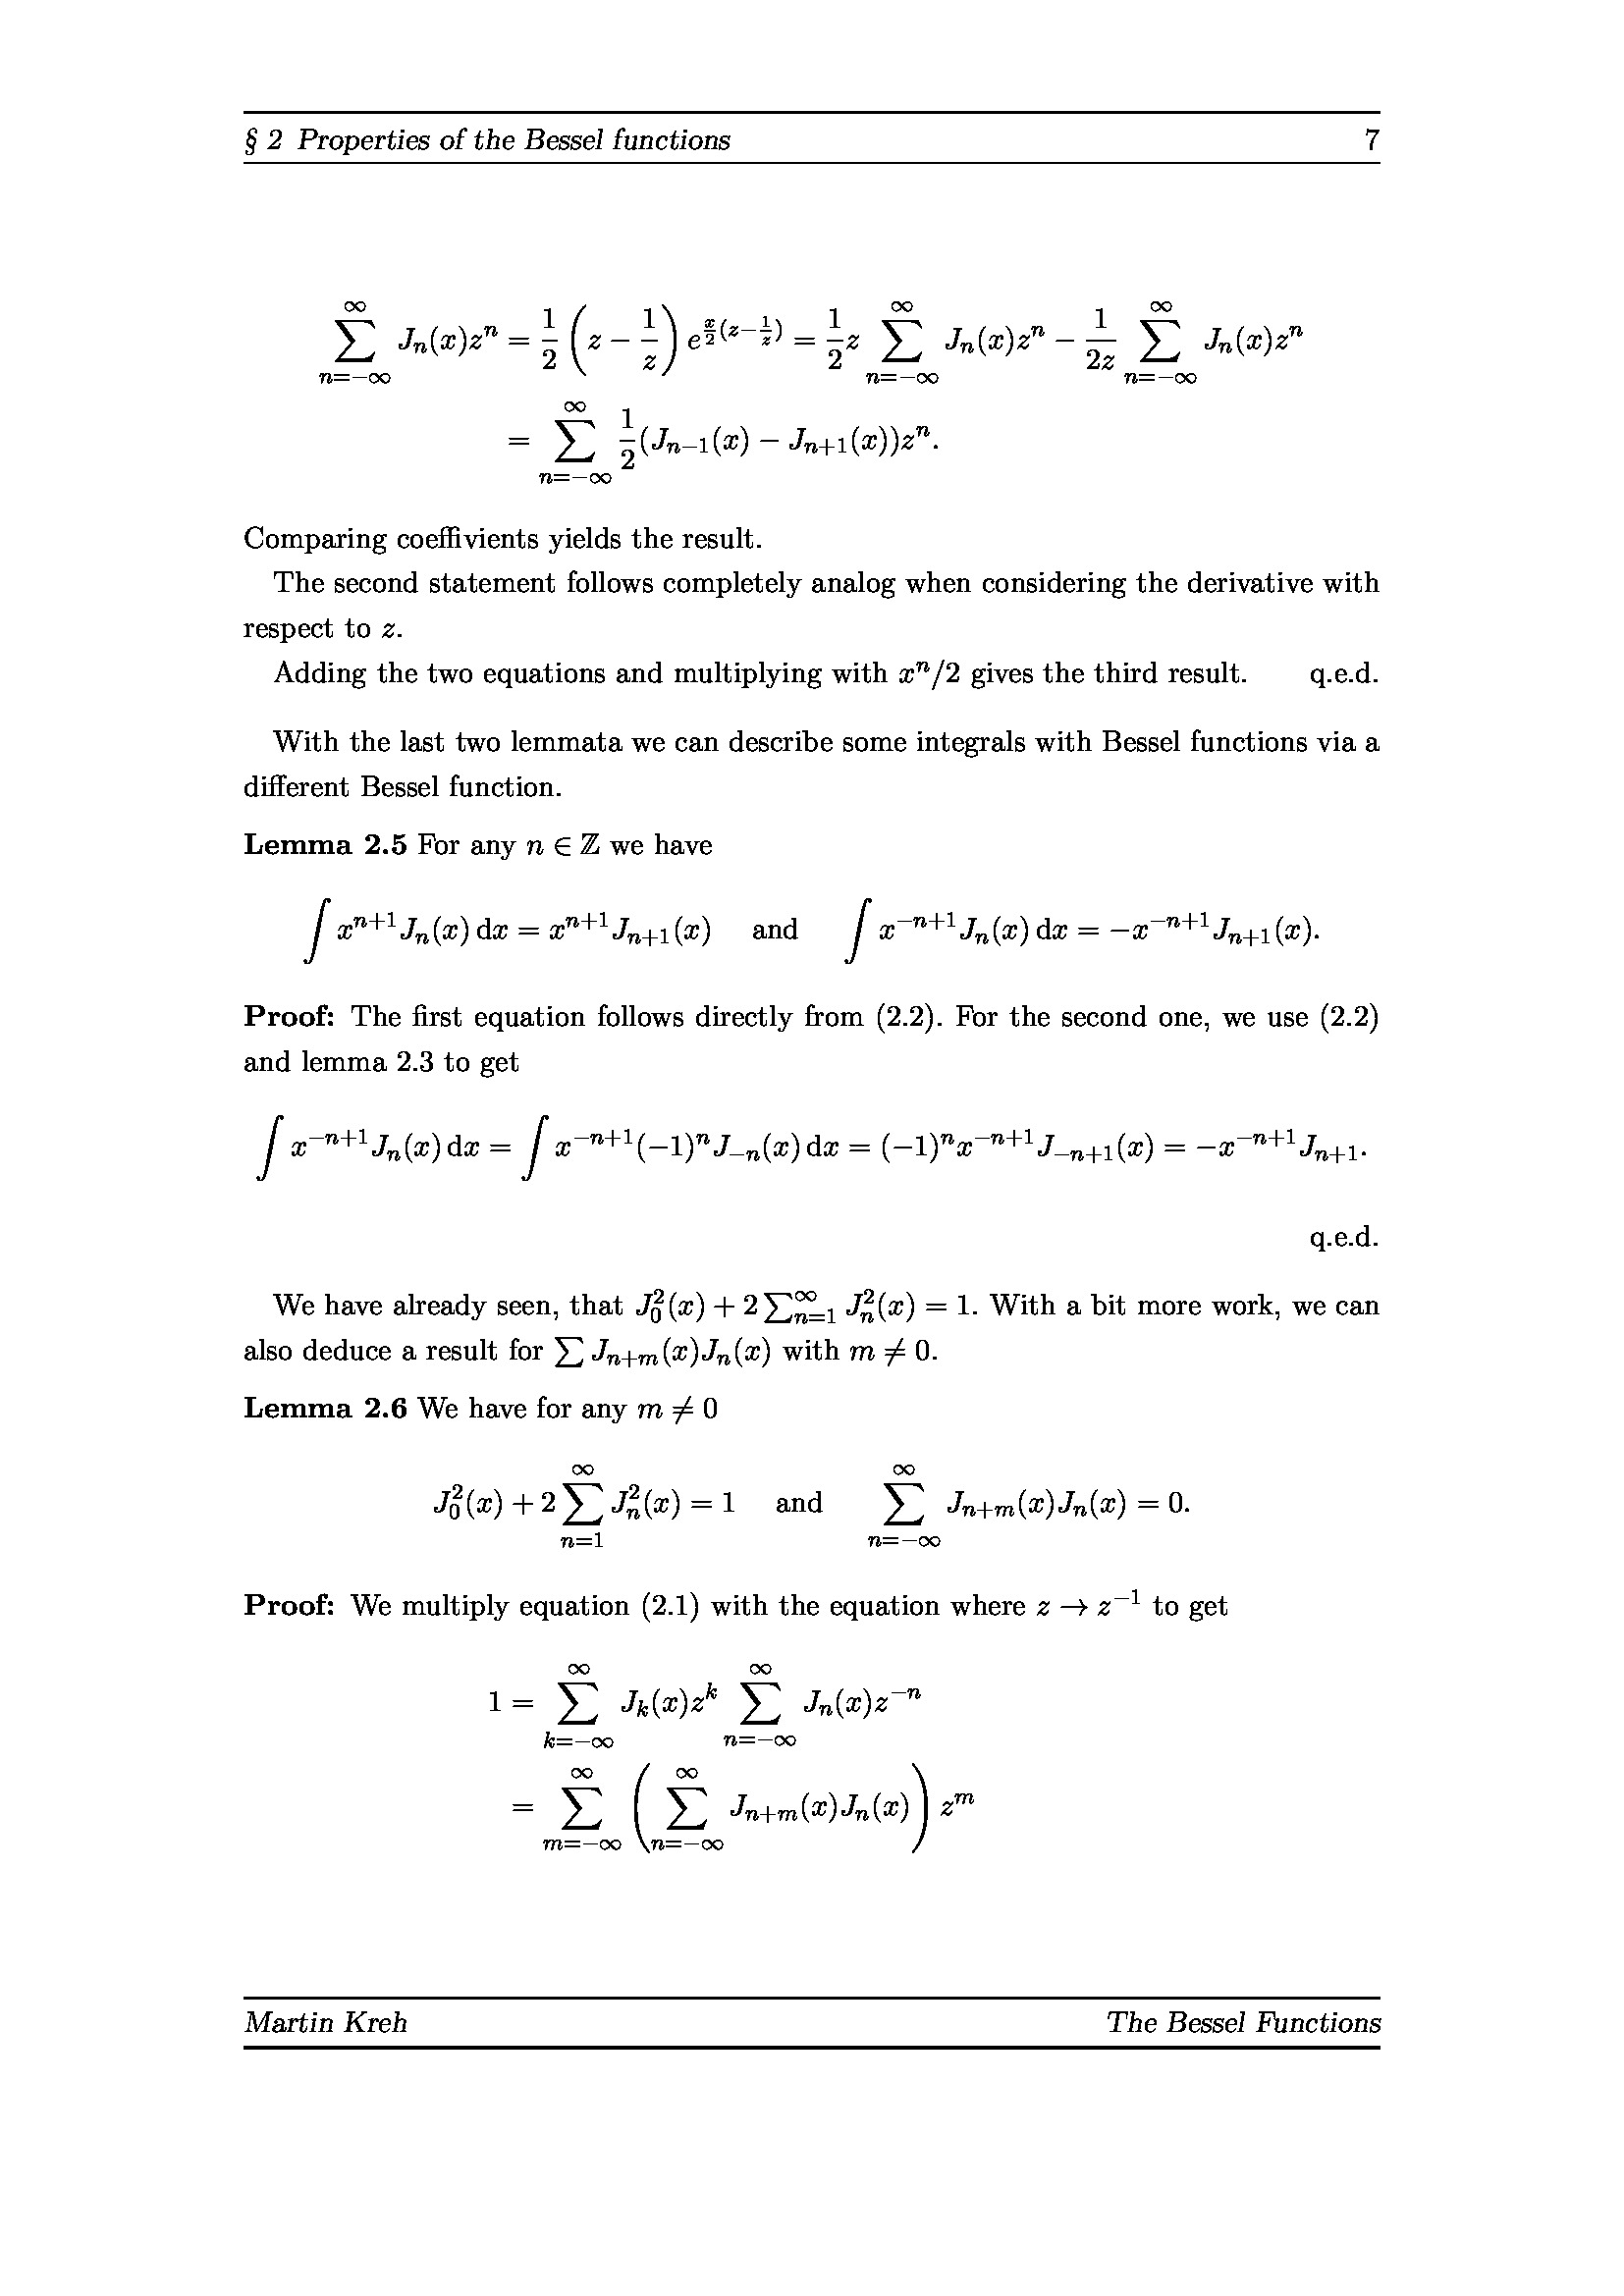 § 2 Properties of the Bessel functions 7
$$\sum_{n=-\infty}^{\infty} J_n(x)z^n = \frac{1}{2}\left(z - \frac{1}{z}\right)e^{\frac{x}{2}(z-\frac{1}{z})} = \frac{1}{2}z\sum_{n=-\infty}^{\infty} J_n(x)z^n - \frac{1}{2z}\sum_{n=-\infty}^{\infty} J_n(x)z^n$$
$$= \sum_{n=-\infty}^{\infty} \frac{1}{2}(J_{n-1}(x) - J_{n+1}(x))z^n.$$
Comparing coeffivients yields the result.
The second statement follows completely analog when considering the derivative with
respect to $z$.
Adding the two equations and multiplying with $x^n/2$ gives the third result. q.e.d.
With the last two lemmata we can describe some integrals with Bessel functions via a
different Bessel function.
Lemma 2.5 For any $n \in \mathbb{Z}$ we have
$$\int x^{n+1} J_n(x)\,\mathrm{d}x = x^{n+1} J_{n+1}(x) \quad \text{and} \quad \int x^{-n+1} J_n(x)\,\mathrm{d}x = -x^{-n+1} J_{n+1}(x).$$
Proof: The first equation follows directly from (2.2). For the second one, we use (2.2)
and lemma 2.3 to get
$$\int x^{-n+1} J_n(x)\,\mathrm{d}x = \int x^{-n+1}(-1)^n J_{-n}(x)\,\mathrm{d}x = (-1)^n x^{-n+1} J_{-n+1}(x) = -x^{-n+1} J_{n+1}.$$
q.e.d.
We have already seen, that $J_0^2(x) + 2\sum_{n=1}^{\infty} J_n^2(x) = 1$. With a bit more work, we can
also deduce a result for $\sum J_{n+m}(x)J_n(x)$ with $m \neq 0$.
Lemma 2.6 We have for any $m \neq 0$
$$J_0^2(x) + 2\sum_{n=1}^{\infty} J_n^2(x) = 1 \quad \text{and} \quad \sum_{n=-\infty}^{\infty} J_{n+m}(x)J_n(x) = 0.$$
Proof: We multiply equation (2.1) with the equation where $z \to z^{-1}$ to get
$$1 = \sum_{k=-\infty}^{\infty} J_k(x)z^k \sum_{n=-\infty}^{\infty} J_n(x)z^{-n}$$
$$= \sum_{m=-\infty}^{\infty} \left(\sum_{n=-\infty}^{\infty} J_{n+m}(x)J_n(x)\right) z^m$$
Martin Kreh The Bessel Functions